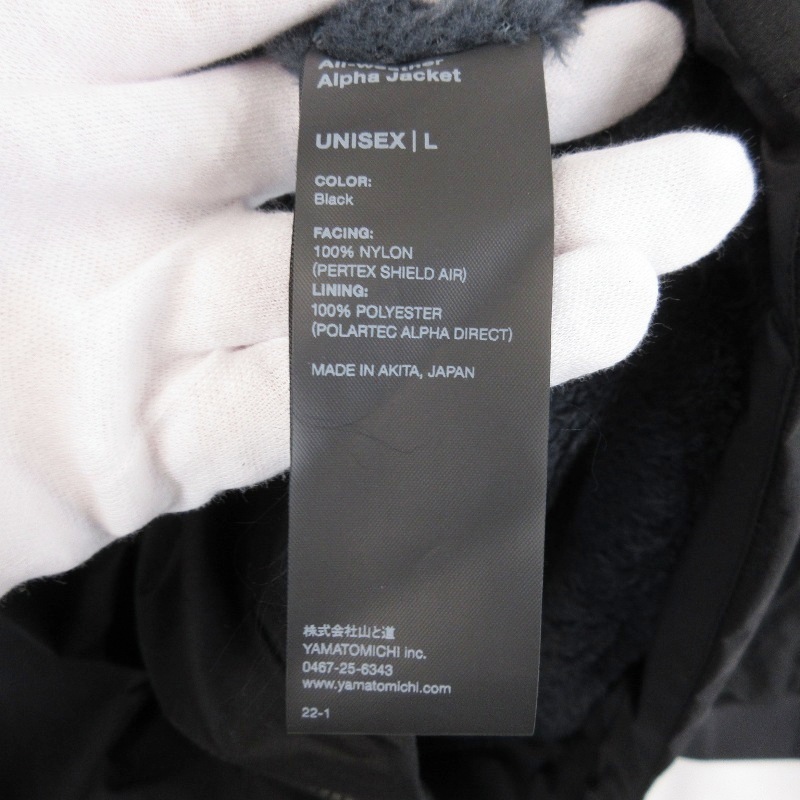 All-weather
Alpha Jacket
UNISEX | L
COLOR:
Black
FACING:
100% NYLON
(PERTEX SHIELD AIR)
LINING:
100% POLYESTER
(POLARTEC ALPHA DIRECT)
MADE IN AKITA, JAPAN
株式会社山と道
YAMATOMICHI inc.
0467-25-6343
www.yamatomichi.com
22-1